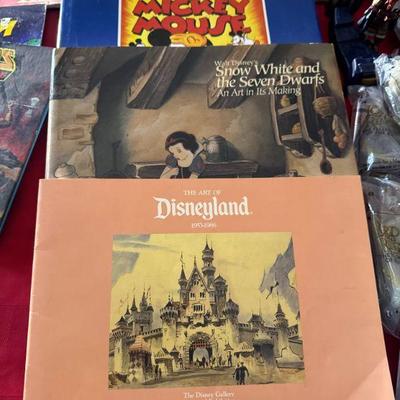 MICKEY
MOUSE
Walt Disney's
Snow White and
the Seven Dwarfs
An Art in Its Making
THE ART OF
Disneyland
1953-1986
The Disney Gallery